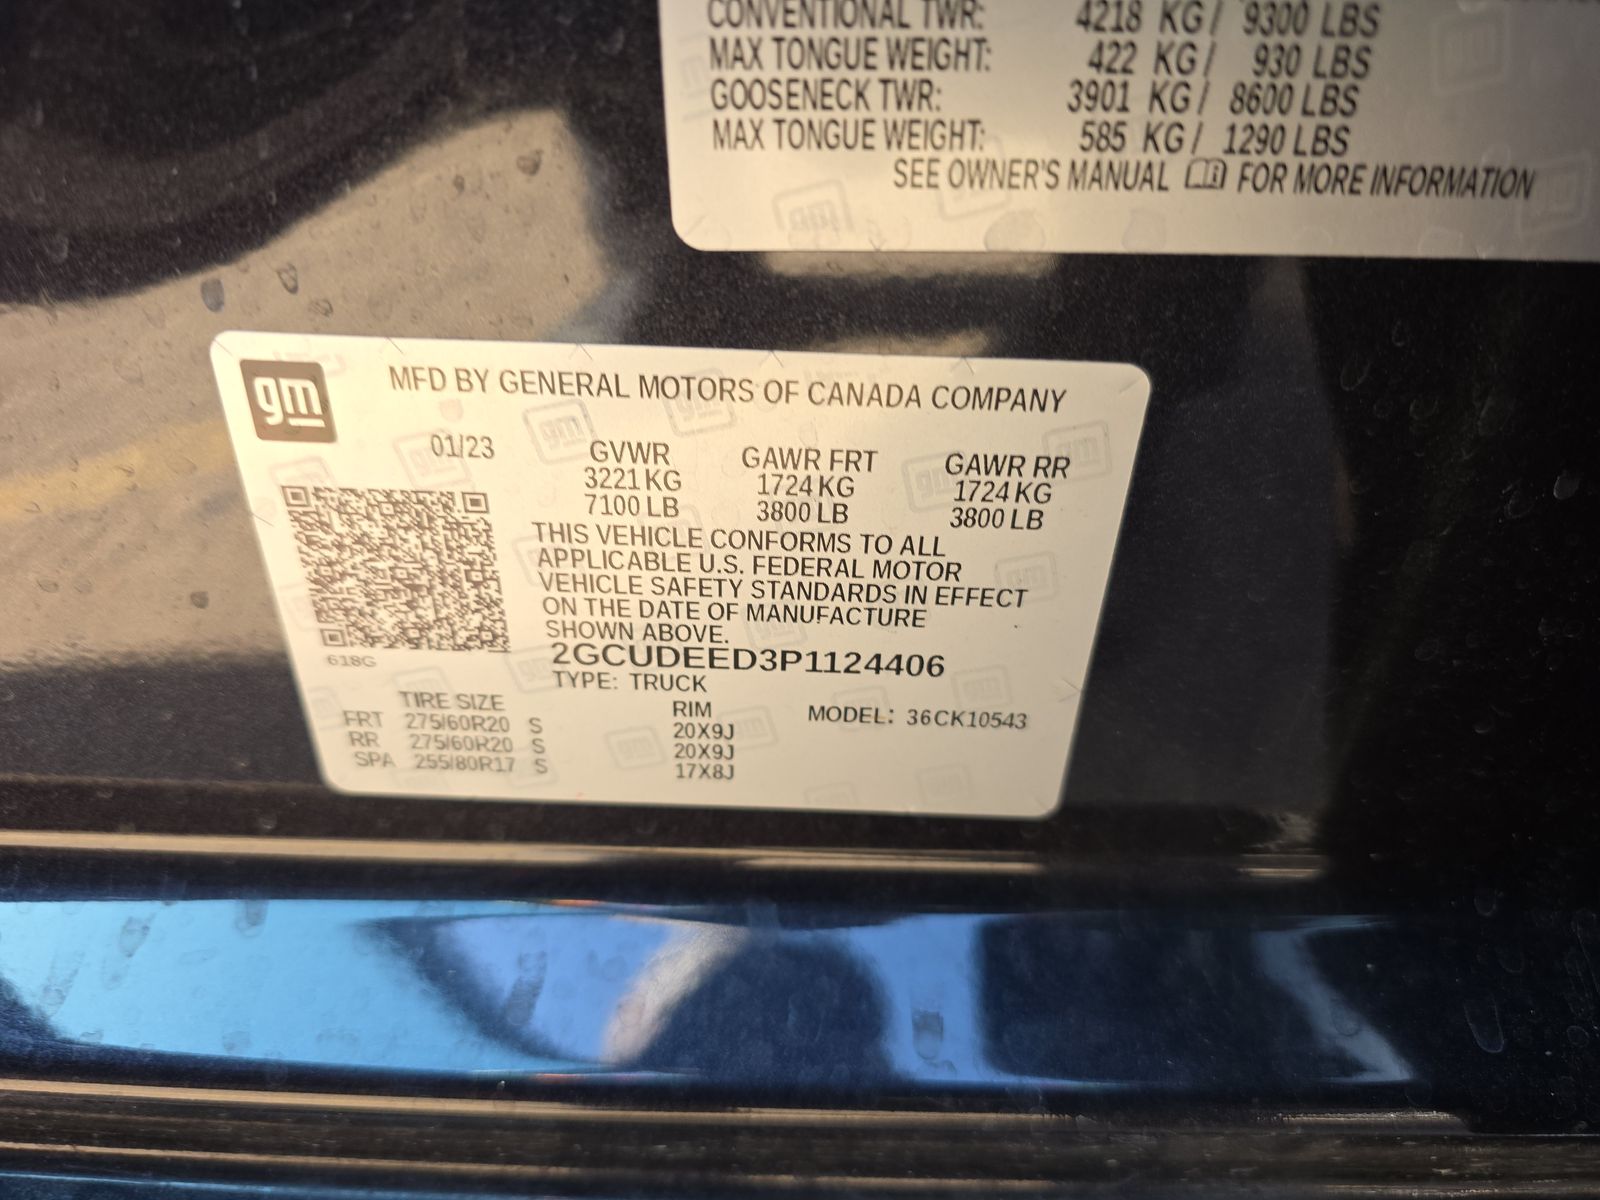 CONVENTIONAL TWR: 4218 KG / 9300 LBS
MAX TONGUE WEIGHT: 422 KG / 930 LBS
GOOSENECK TWR: 3901 KG / 8600 LBS
MAX TONGUE WEIGHT: 585 KG / 1290 LBS
SEE OWNER'S MANUAL FOR MORE INFORMATION
gm
MFD BY GENERAL MOTORS OF CANADA COMPANY
01/23
GVWR GAWR FRT GAWR RR
3221 KG 1724 KG 1724 KG
7100 LB 3800 LB 3800 LB
THIS VEHICLE CONFORMS TO ALL
APPLICABLE U.S. FEDERAL MOTOR
VEHICLE SAFETY STANDARDS IN EFFECT
ON THE DATE OF MANUFACTURE
SHOWN ABOVE.
618G
2GCUDEED3P1124406
TYPE: TRUCK
TIRE SIZE RIM MODEL: 36CK10543
FRT 275/60R20 S 20X9J
RR 275/60R20 S 20X9J
SPA 255/80R17 S 17X8J